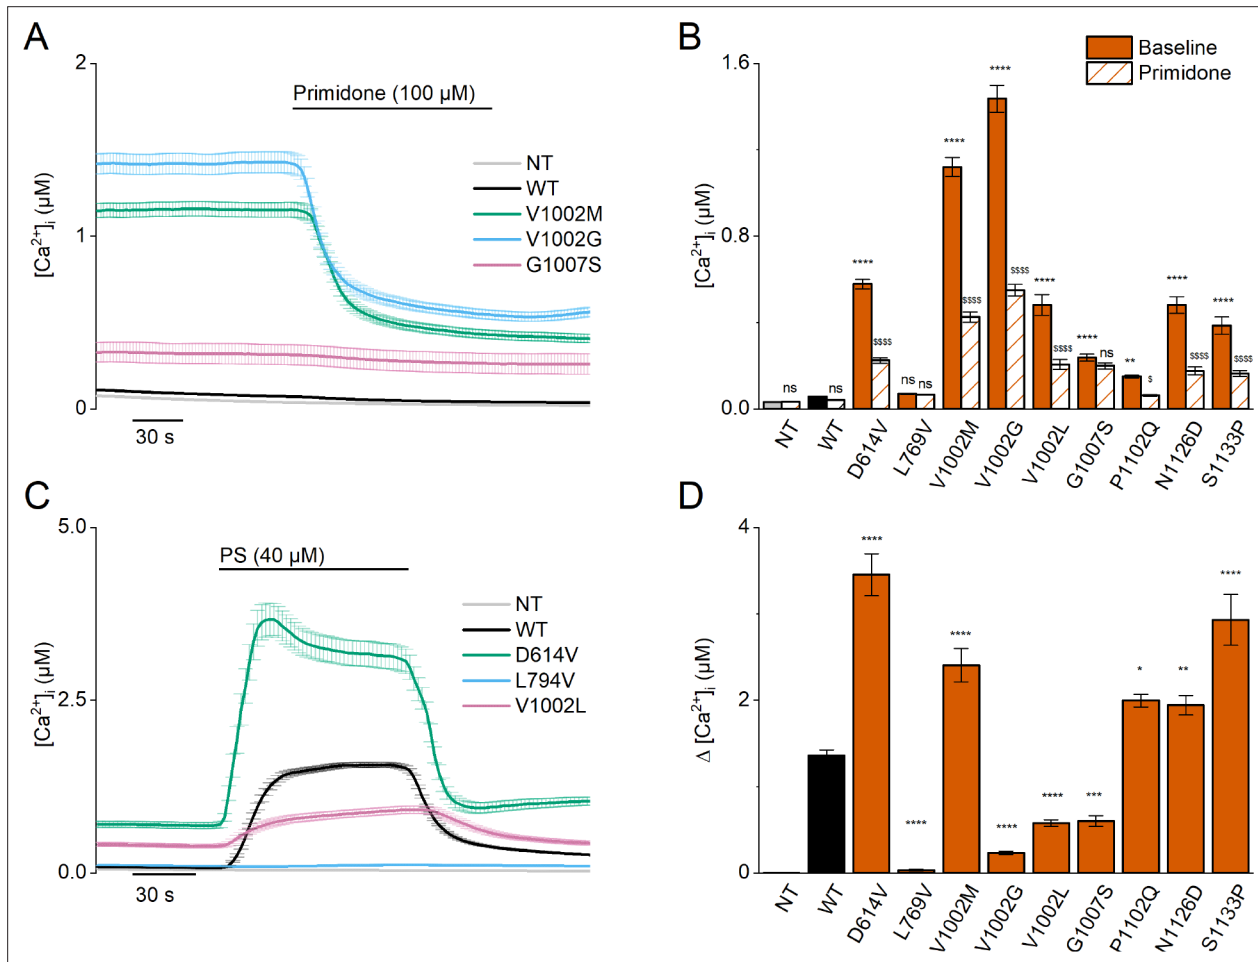 A
2
1
0
[Ca²⁺]ᵢ (µM)
Primidone (100 µM)
NT
WT
V1002M
V1002G
G1007S
30 s
B
Baseline
Primidone
1.6
0.8
0.0
[Ca²⁺]ᵢ (µM)
ns
ns
****
$$$$
ns
ns
****
$$$$
****
$$$$
****
$$$$
****
ns
**
$
****
$$$$
****
$$$$
NT
WT
D614V
L769V
V1002M
V1002G
V1002L
G1007S
P1102Q
N1126D
S1133P
C
5.0
2.5
0.0
[Ca²⁺]ᵢ (µM)
PS (40 µM)
NT
WT
D614V
L794V
V1002L
30 s
D
4
2
0
Δ [Ca²⁺]ᵢ (µM)
****
****
****
****
****
***
*
**
****
NT
WT
D614V
L769V
V1002M
V1002G
V1002L
G1007S
P1102Q
N1126D
S1133P